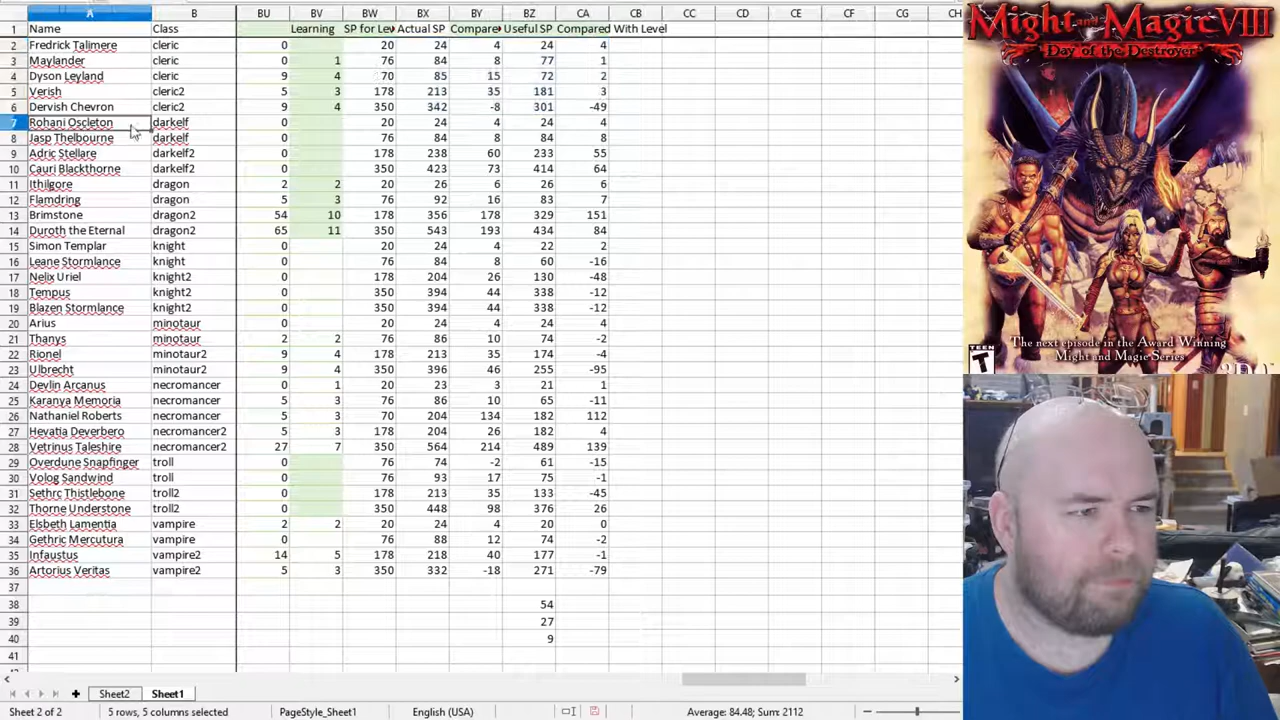 A B BU BV BW BX BY BZ CA CB CC CD CE CF CG CH
1 Name Class Learning SP for Lev Actual SP Compare Useful SP Compared With Level
2 Fredrick Talimere cleric 0 20 24 4 24 4
3 Maylander cleric 0 1 76 84 8 77 1
4 Dyson Leyland cleric 9 4 70 85 15 72 2
5 Verish cleric2 5 3 178 213 35 181 3
6 Dervish Chevron cleric2 9 4 350 342 -8 301 -49
7 Rohani Oscleton darkelf 0 20 24 4 24 4
8 Jasp Thelbourne darkelf 0 76 84 8 84 8
9 Adric Stellare darkelf2 0 178 238 60 233 55
10 Cauri Blackthorne darkelf2 0 350 423 73 414 64
11 Ithilgore dragon 2 2 20 26 6 26 6
12 Flamdring dragon 5 3 76 92 16 83 7
13 Brimstone dragon2 54 10 178 356 178 329 151
14 Duroth the Eternal dragon2 65 11 350 543 193 434 84
15 Simon Templar knight 0 20 24 4 22 2
16 Leane Stormlance knight 0 76 84 8 60 -16
17 Nelix Uriel knight2 0 178 204 26 130 -48
18 Tempus knight2 0 350 394 44 338 -12
19 Blazen Stormlance knight2 0 350 394 44 338 -12
20 Arius minotaur 0 20 24 4 24 4
21 Thanys minotaur 2 2 76 86 10 74 -2
22 Rionel minotaur2 9 4 178 213 35 174 -4
23 Ulbrecht minotaur2 9 4 350 396 46 255 -95
24 Devlin Arcanus necromancer 0 1 20 23 3 21 1
25 Karanya Memoria necromancer 5 3 76 86 10 65 -11
26 Nathaniel Roberts necromancer 5 3 70 204 134 182 112
27 Hevatia Deverbero necromancer2 5 3 178 204 26 182 4
28 Vetrinus Taleshire necromancer2 27 7 350 564 214 489 139
29 Overdune Snapfinger troll 0 76 74 -2 61 -15
30 Volog Sandwind troll 0 76 93 17 75 -1
31 Sethrc Thistlebone troll2 0 178 213 35 133 -45
32 Thorne Understone troll2 0 350 448 98 376 26
33 Elsbeth Lamentia vampire 2 2 20 24 4 20 0
34 Gethric Mercutura vampire 0 76 88 12 74 -2
35 Infaustus vampire2 14 5 178 218 40 177 -1
36 Artorius Veritas vampire2 5 3 350 332 -18 271 -79
37
38 54
39 27
40 9
41
Sheet2 Sheet1
Sheet 2 of 2 5 rows, 5 columns selected PageStyle_Sheet1 English (USA) Average: 84.48; Sum: 2112
Might and Magic VIII
Day of the Destroyer
TEEN
T
The next episode in the Award Winning
Might and Magic Series
3DO